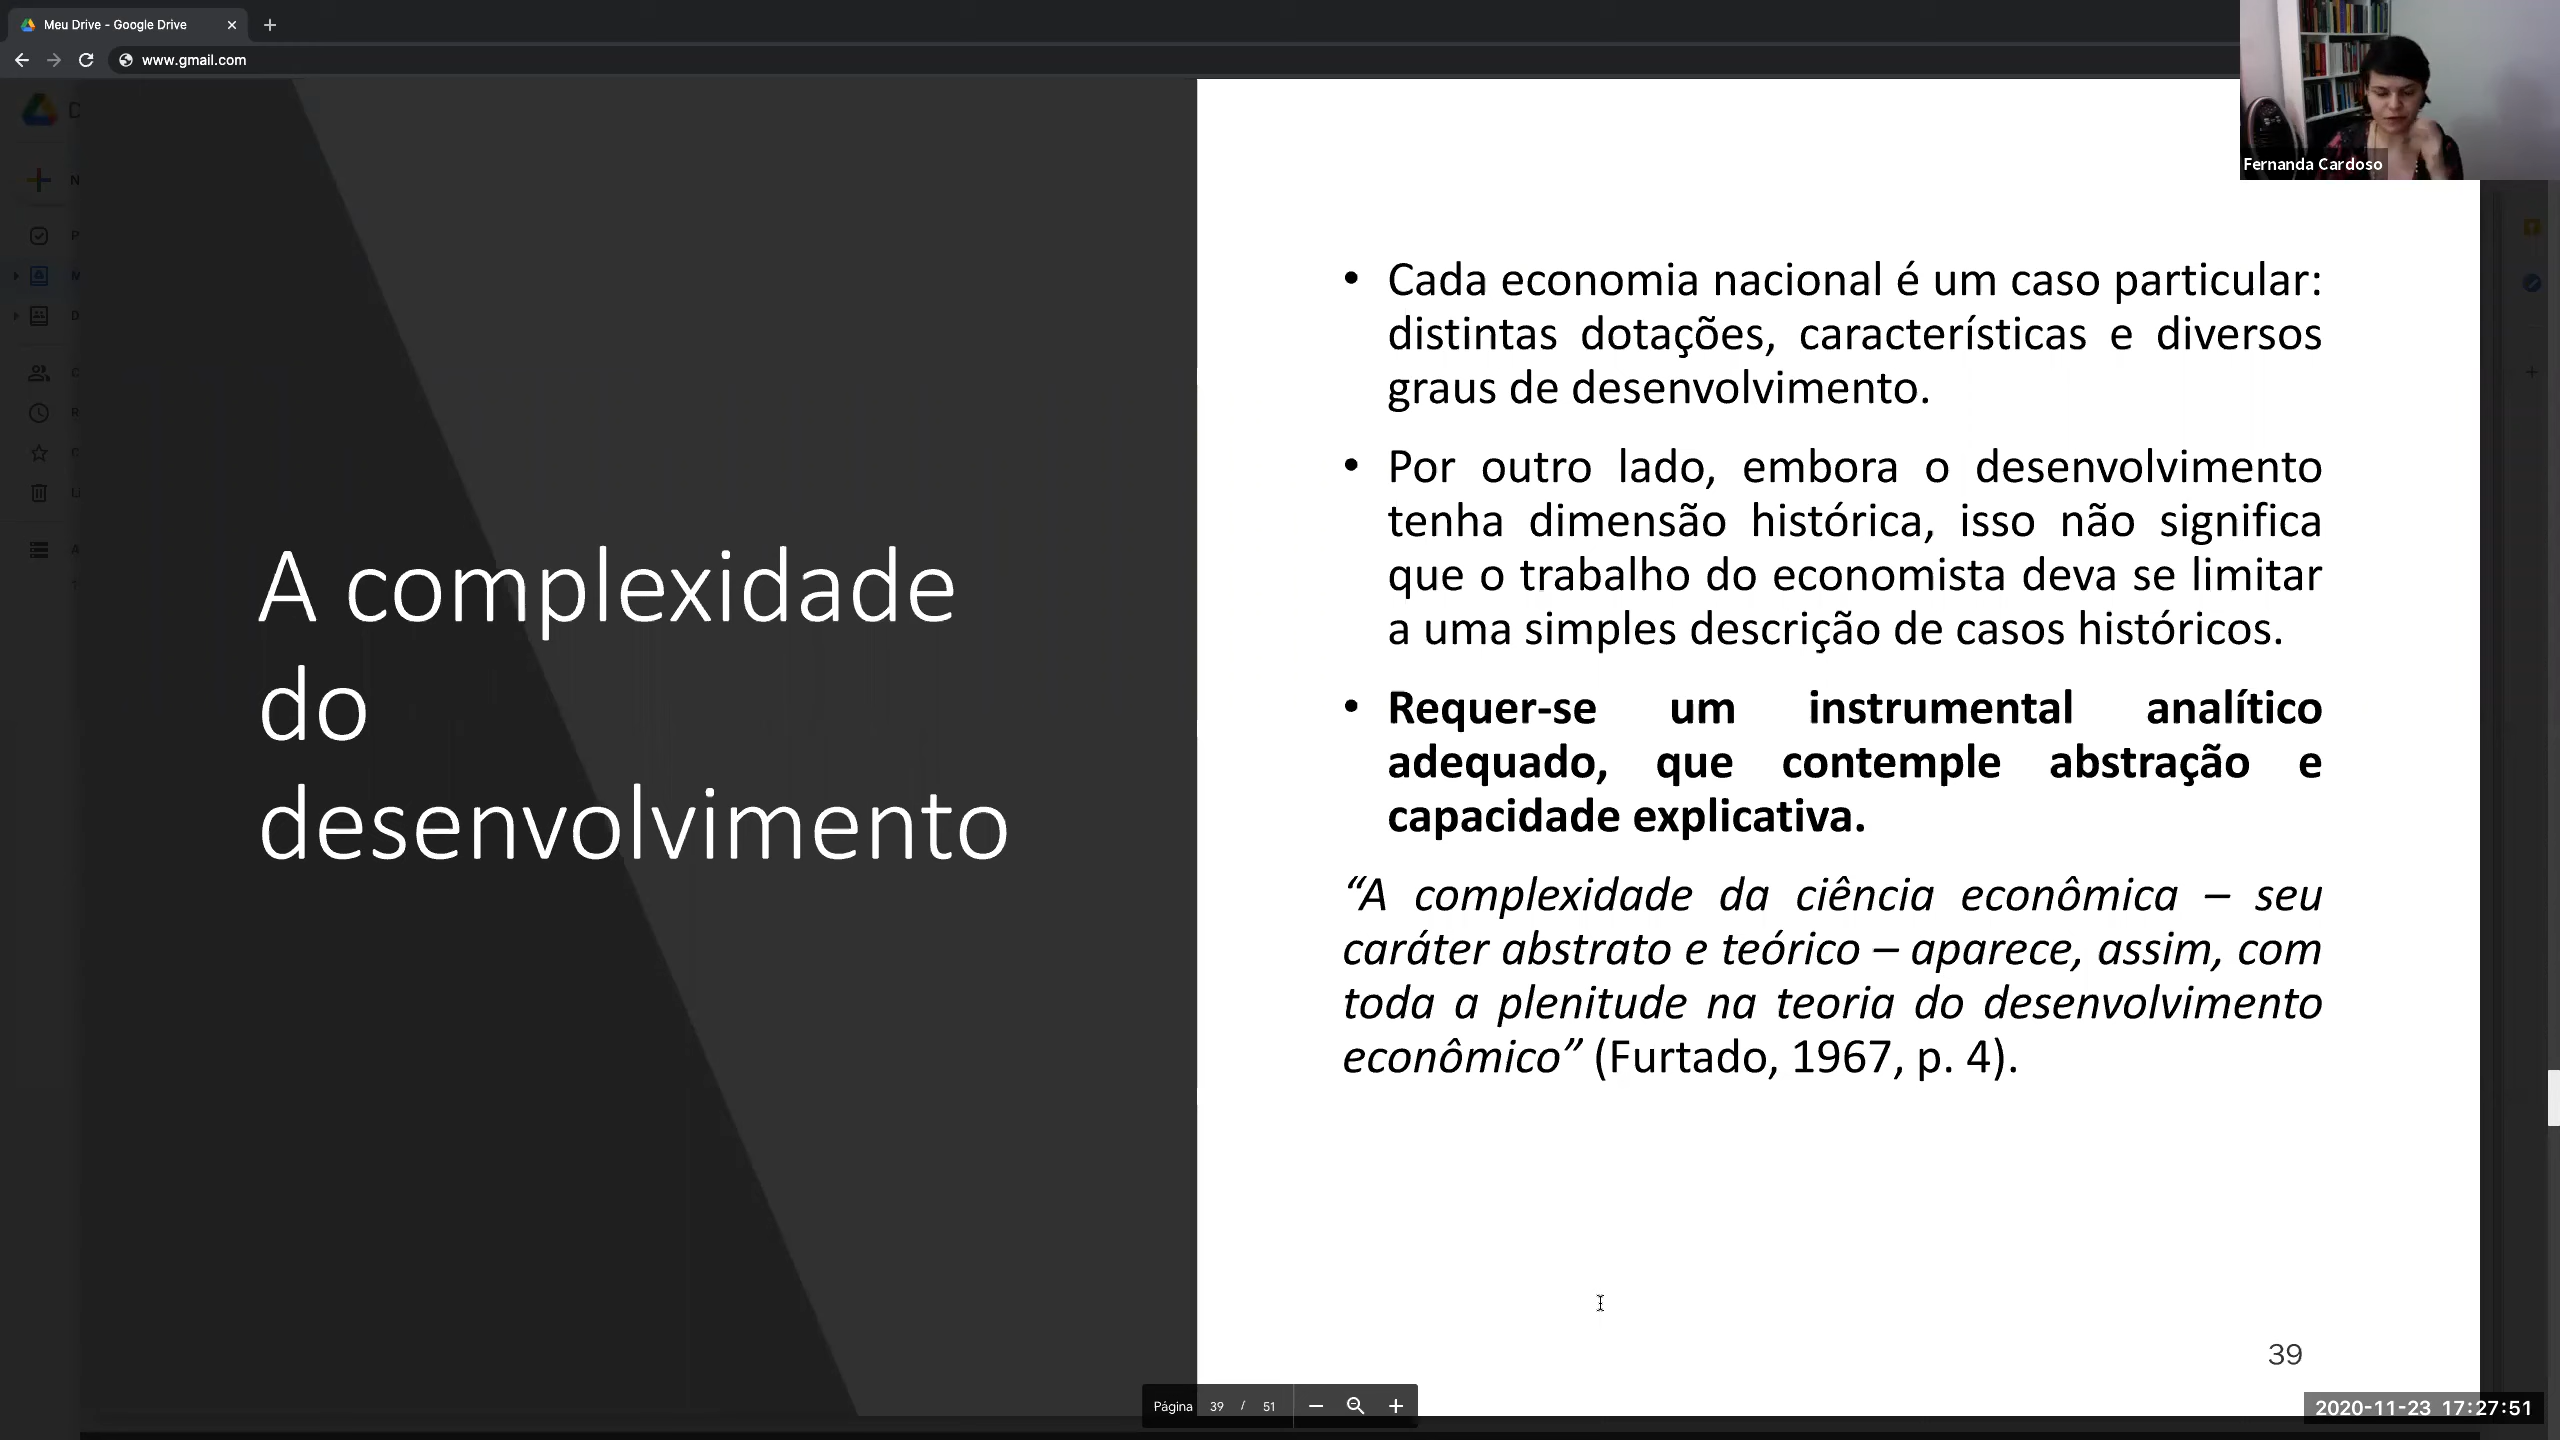 Meu Drive - Google Drive
www.gmail.com
Fernanda Cardoso
A complexidade
do
desenvolvimento
• Cada economia nacional é um caso particular:
distintas dotações, características e diversos
graus de desenvolvimento.
• Por outro lado, embora o desenvolvimento
tenha dimensão histórica, isso não significa
que o trabalho do economista deva se limitar
a uma simples descrição de casos históricos.
• Requer-se um instrumental analítico
adequado, que contemple abstração e
capacidade explicativa.
“A complexidade da ciência econômica – seu
caráter abstrato e teórico – aparece, assim, com
toda a plenitude na teoria do desenvolvimento
econômico” (Furtado, 1967, p. 4).
39
Página 39 / 51
2020-11-23 17:27:51